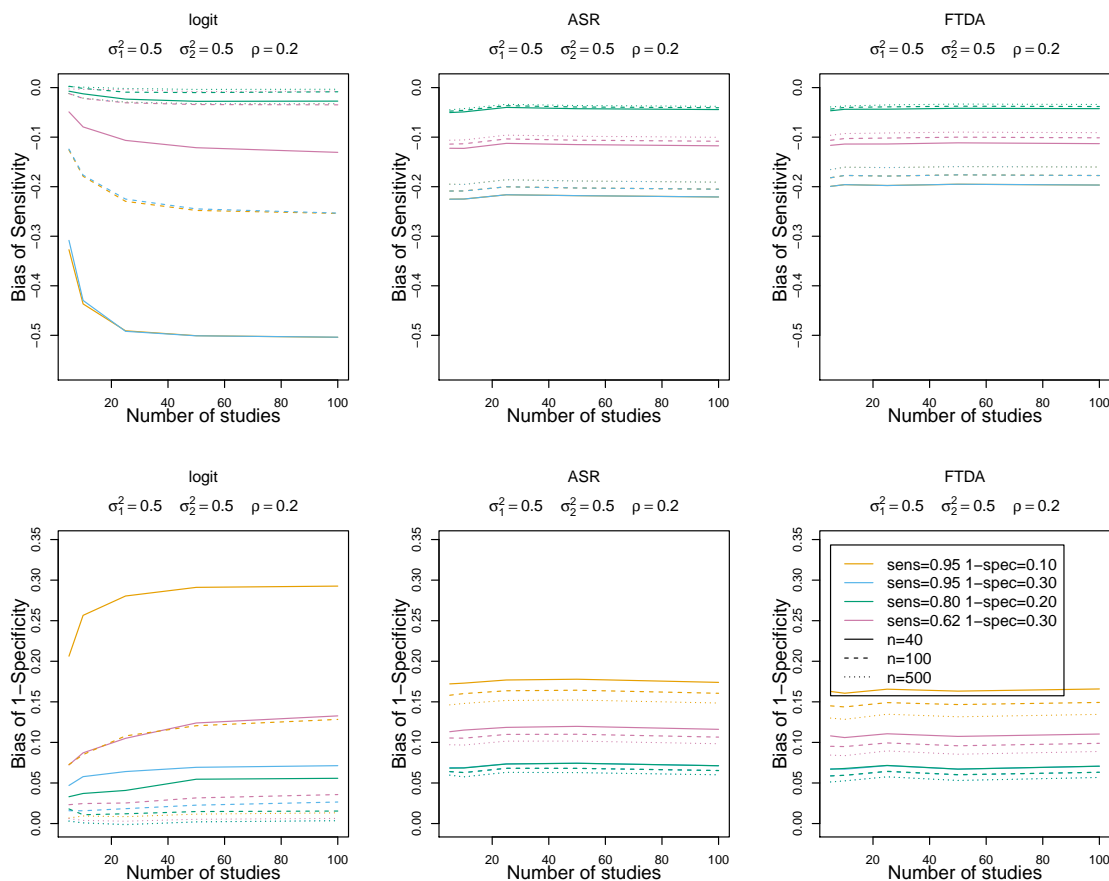 logit
σ₁² = 0.5 σ₂² = 0.5 ρ = 0.2
Bias of Sensitivity
0.0
−0.1
−0.2
−0.3
−0.4
−0.5
20 40 60 80 100
Number of studies
ASR
σ₁² = 0.5 σ₂² = 0.5 ρ = 0.2
Bias of Sensitivity
0.0
−0.1
−0.2
−0.3
−0.4
−0.5
20 40 60 80 100
Number of studies
FTDA
σ₁² = 0.5 σ₂² = 0.5 ρ = 0.2
Bias of Sensitivity
0.0
−0.1
−0.2
−0.3
−0.4
−0.5
20 40 60 80 100
Number of studies
logit
σ₁² = 0.5 σ₂² = 0.5 ρ = 0.2
Bias of 1−Specificity
0.35
0.30
0.25
0.20
0.15
0.10
0.05
0.00
20 40 60 80 100
Number of studies
ASR
σ₁² = 0.5 σ₂² = 0.5 ρ = 0.2
Bias of 1−Specificity
0.35
0.30
0.25
0.20
0.15
0.10
0.05
0.00
20 40 60 80 100
Number of studies
FTDA
σ₁² = 0.5 σ₂² = 0.5 ρ = 0.2
Bias of 1−Specificity
0.35
0.30
0.25
0.20
0.15
0.10
0.05
0.00
sens=0.95 1−spec=0.10
sens=0.95 1−spec=0.30
sens=0.80 1−spec=0.20
sens=0.62 1−spec=0.30
n=40
n=100
n=500
20 40 60 80 100
Number of studies